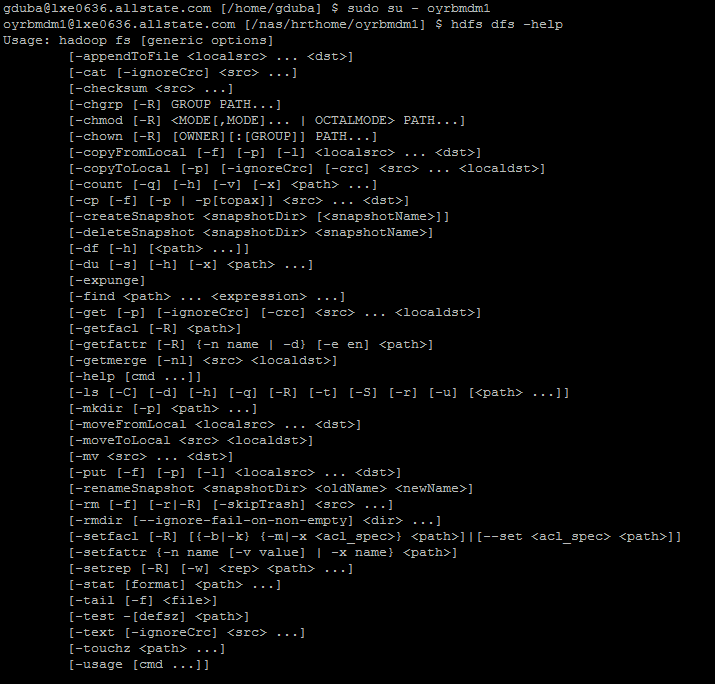 gduba@lxe0636.allstate.com [/home/gduba] $ sudo su - oyrbmdm1
oyrbmdm1@lxe0636.allstate.com [/nas/hrthome/oyrbmdm1] $ hdfs dfs -help
Usage: hadoop fs [generic options]
        [-appendToFile <localsrc> ... <dst>]
        [-cat [-ignoreCrc] <src> ...]
        [-checksum <src> ...]
        [-chgrp [-R] GROUP PATH...]
        [-chmod [-R] <MODE[,MODE]... | OCTALMODE> PATH...]
        [-chown [-R] [OWNER][:[GROUP]] PATH...]
        [-copyFromLocal [-f] [-p] [-l] <localsrc> ... <dst>]
        [-copyToLocal [-p] [-ignoreCrc] [-crc] <src> ... <localdst>]
        [-count [-q] [-h] [-v] [-x] <path> ...]
        [-cp [-f] [-p | -p[topax]] <src> ... <dst>]
        [-createSnapshot <snapshotDir> [<snapshotName>]]
        [-deleteSnapshot <snapshotDir> <snapshotName>]
        [-df [-h] [<path> ...]]
        [-du [-s] [-h] [-x] <path> ...]
        [-expunge]
        [-find <path> ... <expression> ...]
        [-get [-p] [-ignoreCrc] [-crc] <src> ... <localdst>]
        [-getfacl [-R] <path>]
        [-getfattr [-R] {-n name | -d} [-e en] <path>]
        [-getmerge [-nl] <src> <localdst>]
        [-help [cmd ...]]
        [-ls [-C] [-d] [-h] [-q] [-R] [-t] [-S] [-r] [-u] [<path> ...]]
        [-mkdir [-p] <path> ...]
        [-moveFromLocal <localsrc> ... <dst>]
        [-moveToLocal <src> <localdst>]
        [-mv <src> ... <dst>]
        [-put [-f] [-p] [-l] <localsrc> ... <dst>]
        [-renameSnapshot <snapshotDir> <oldName> <newName>]
        [-rm [-f] [-r|-R] [-skipTrash] <src> ...]
        [-rmdir [--ignore-fail-on-non-empty] <dir> ...]
        [-setfacl [-R] [{-b|-k} {-m|-x <acl_spec>} <path>]|[--set <acl_spec> <path>]]
        [-setfattr {-n name [-v value] | -x name} <path>]
        [-setrep [-R] [-w] <rep> <path> ...]
        [-stat [format] <path> ...]
        [-tail [-f] <file>]
        [-test -[defsz] <path>]
        [-text [-ignoreCrc] <src> ...]
        [-touchz <path> ...]
        [-usage [cmd ...]]